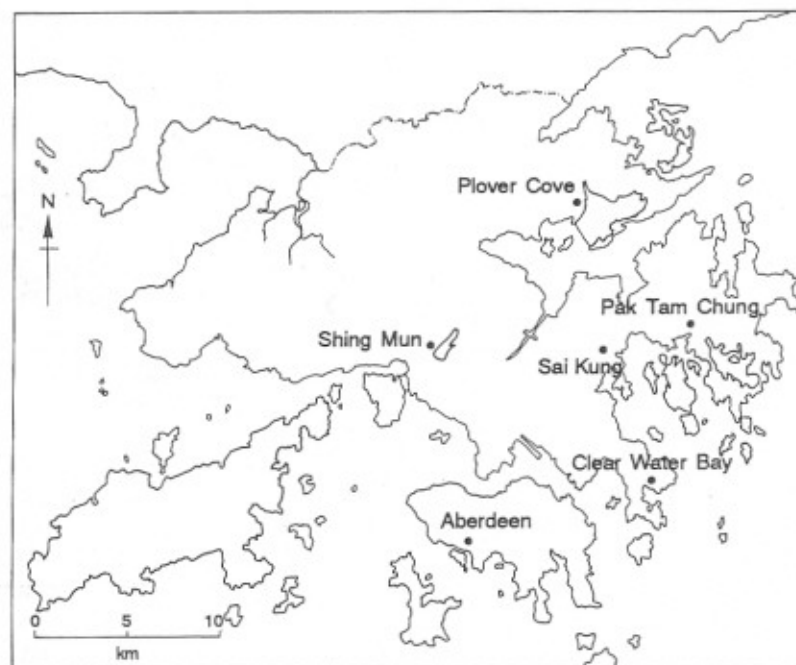 Plover Cove
N
Pak Tam Chung
Shing Mun
Sai Kung
Clear Water Bay
Aberdeen
0 5 10
km